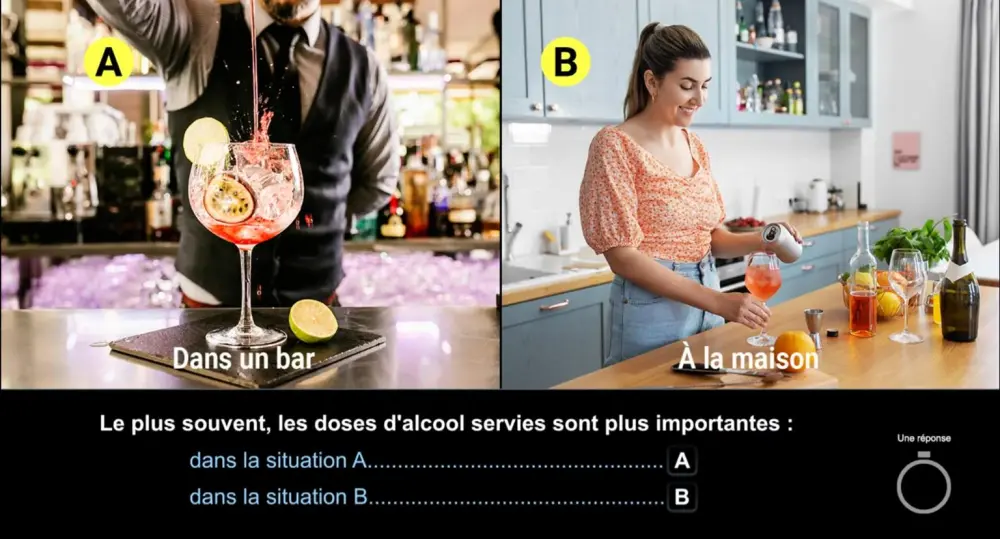 A
B
Dans un bar
À la maison
Le plus souvent, les doses d'alcool servies sont plus importantes :
Une réponse
dans la situation A.................................................. A
dans la situation B.................................................. B